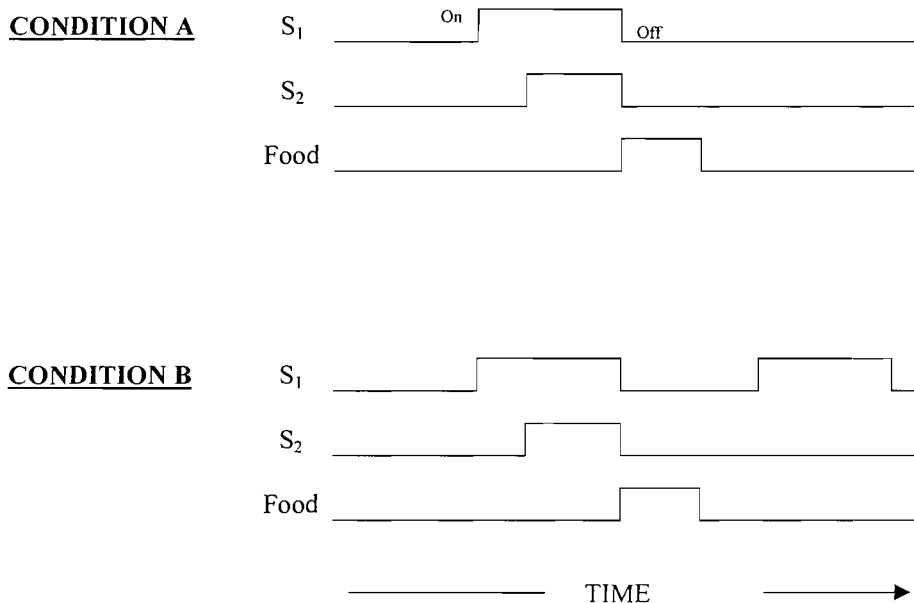 CONDITION A
S₁
On
Off
S₂
Food
CONDITION B
S₁
S₂
Food
TIME